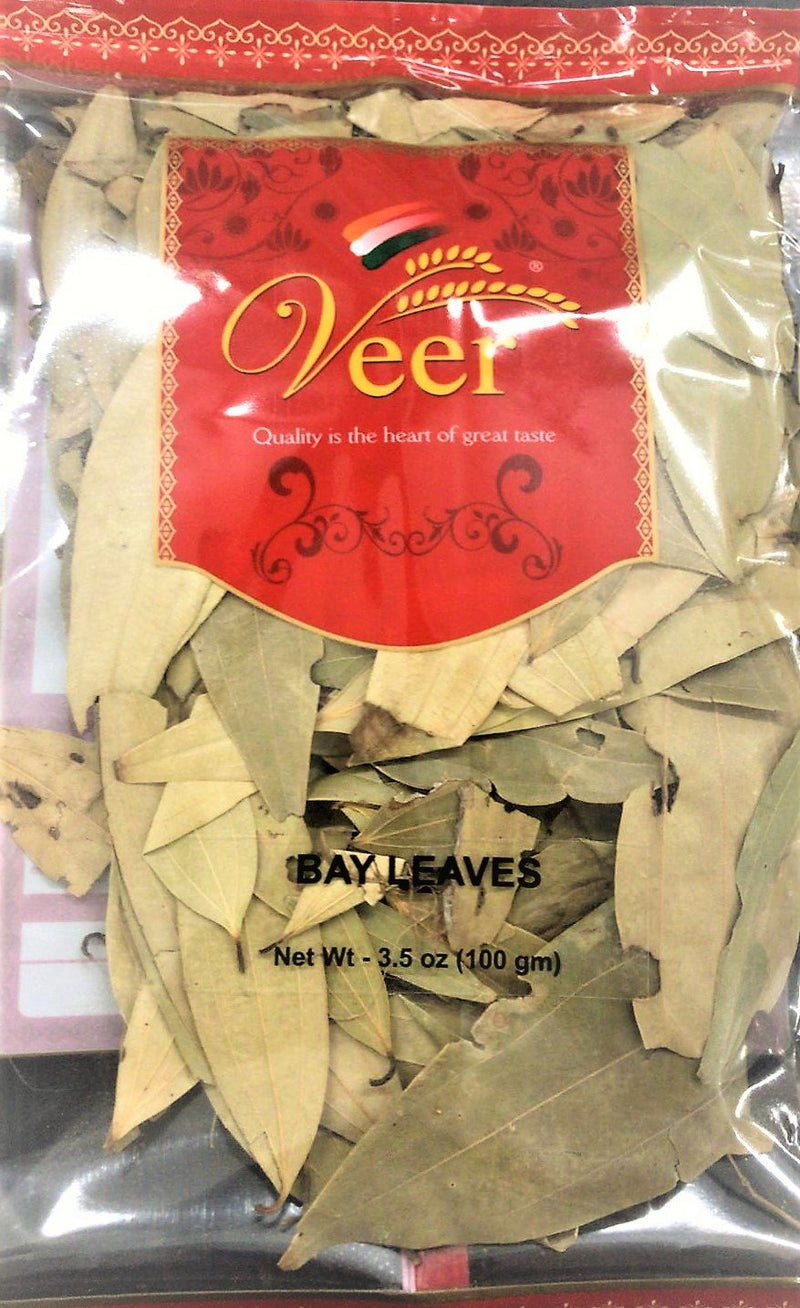 Veer
®
Quality is the heart of great taste
BAY LEAVES
Net Wt - 3.5 oz (100 gm)